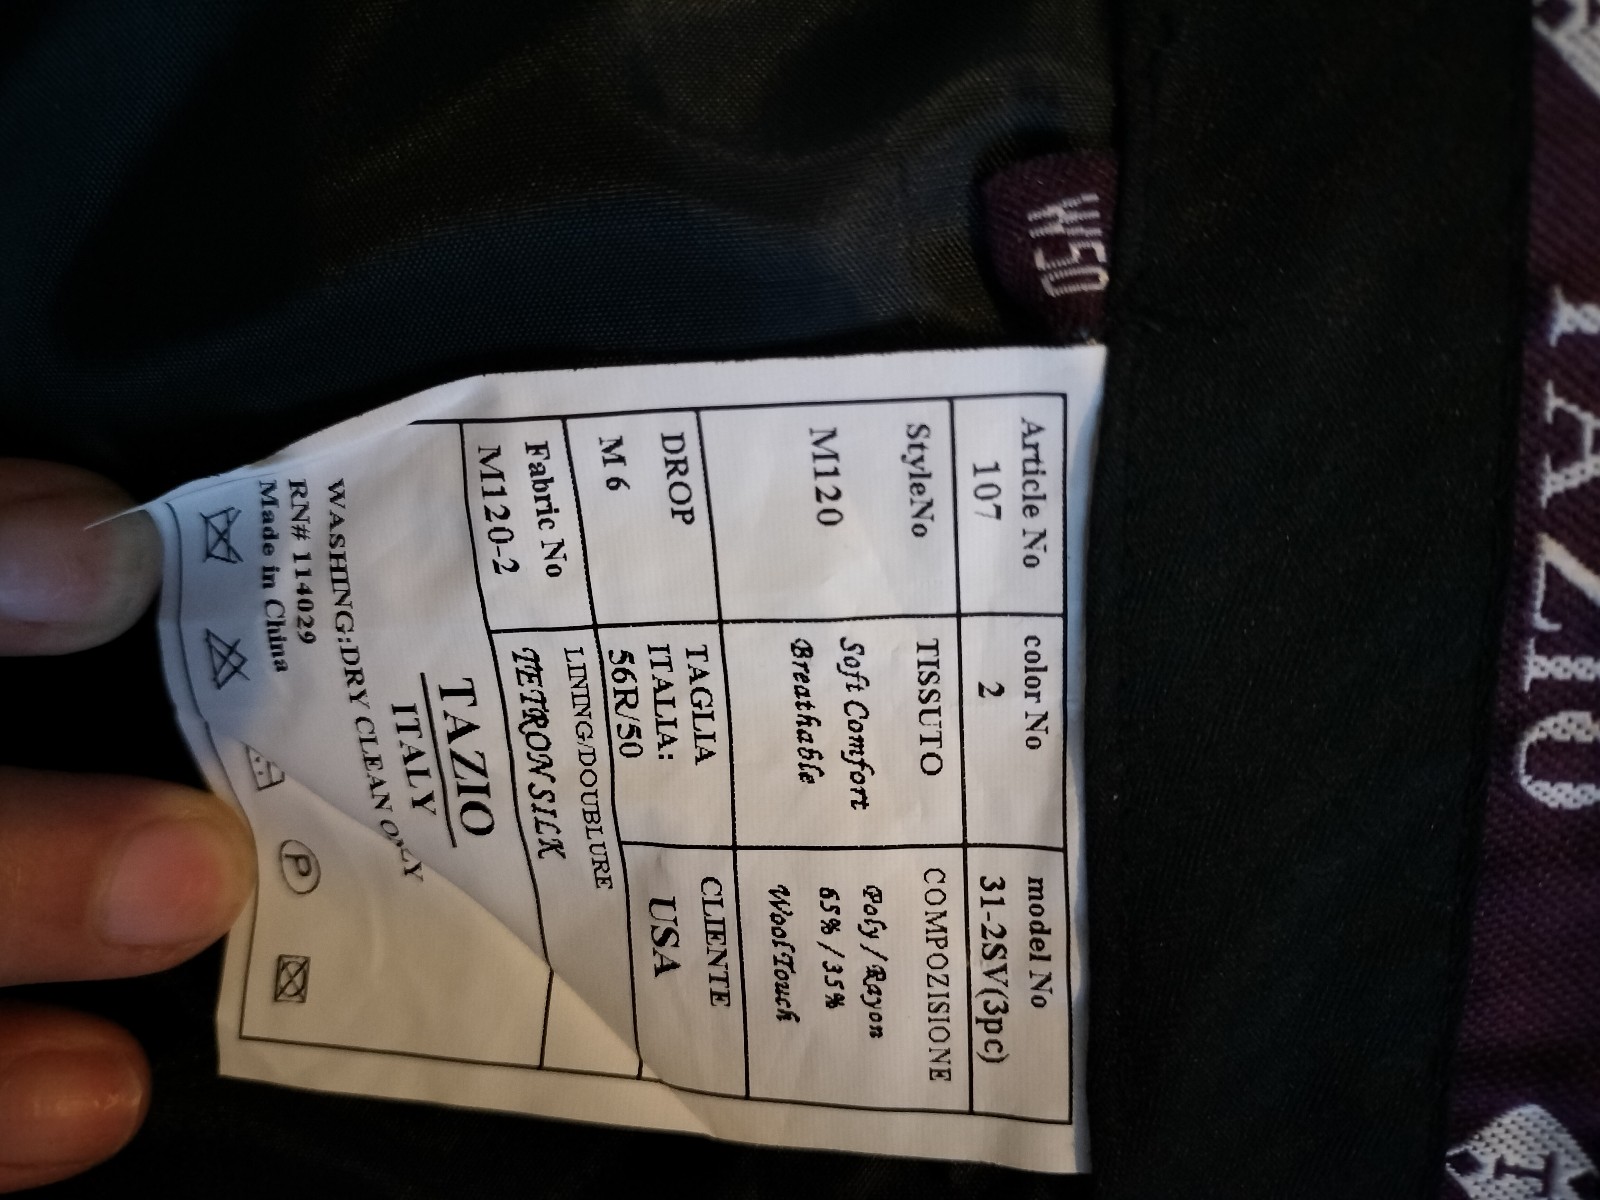 TAZIO
W50
Article No
107
color No
2
model No
31-2SV(3pc)
StyleNo
M120
TISSUTO
Soft Comfort
Breathable
COMPOZISIONE
Poly / Rayon
65% / 35%
Wool Touch
DROP
M 6
TAGLIA
ITALIA:
56R/50
CLIENTE
USA
Fabric No
M120-2
LINING/DOUBLURE
TETRON SILK
TAZIO
ITALY
WASHING:DRY CLEAN ONLY
RN# 114029
Made in China
P